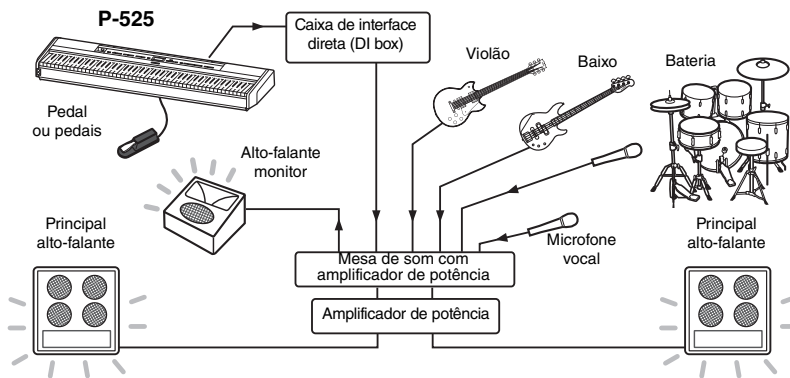 P-525
Caixa de interface
direta (DI box)
Violão
Baixo
Bateria
Pedal
ou pedais
Alto-falante
monitor
Principal
alto-falante
Microfone
vocal
Principal
alto-falante
Mesa de som com
amplificador de potência
Amplificador de potência